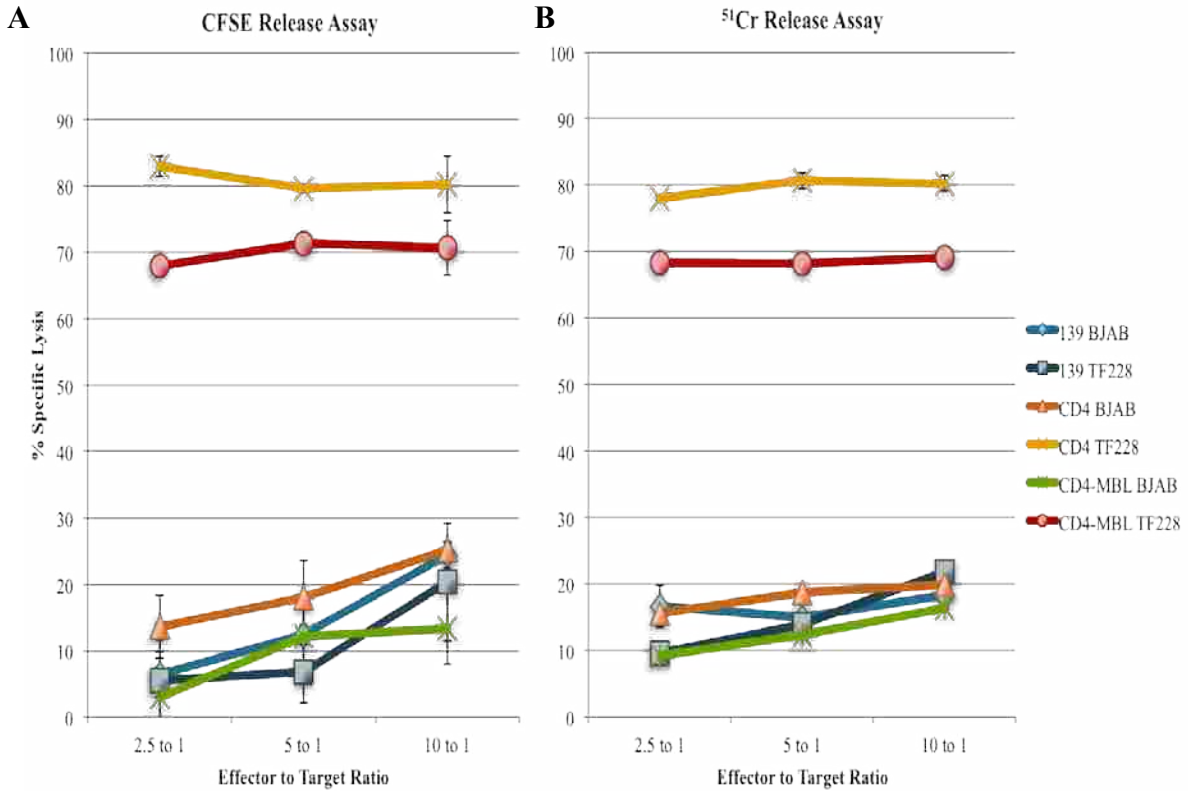 A
CFSE Release Assay
100
90
80
70
60
50
40
30
20
10
0
% Specific Lysis
2.5 to 1
5 to 1
10 to 1
Effector to Target Ratio
B
51Cr Release Assay
100
90
80
70
60
50
40
30
20
10
0
2.5 to 1
5 to 1
10 to 1
Effector to Target Ratio
139 BJAB
139 TF228
CD4 BJAB
CD4 TF228
CD4-MBL BJAB
CD4-MBL TF228